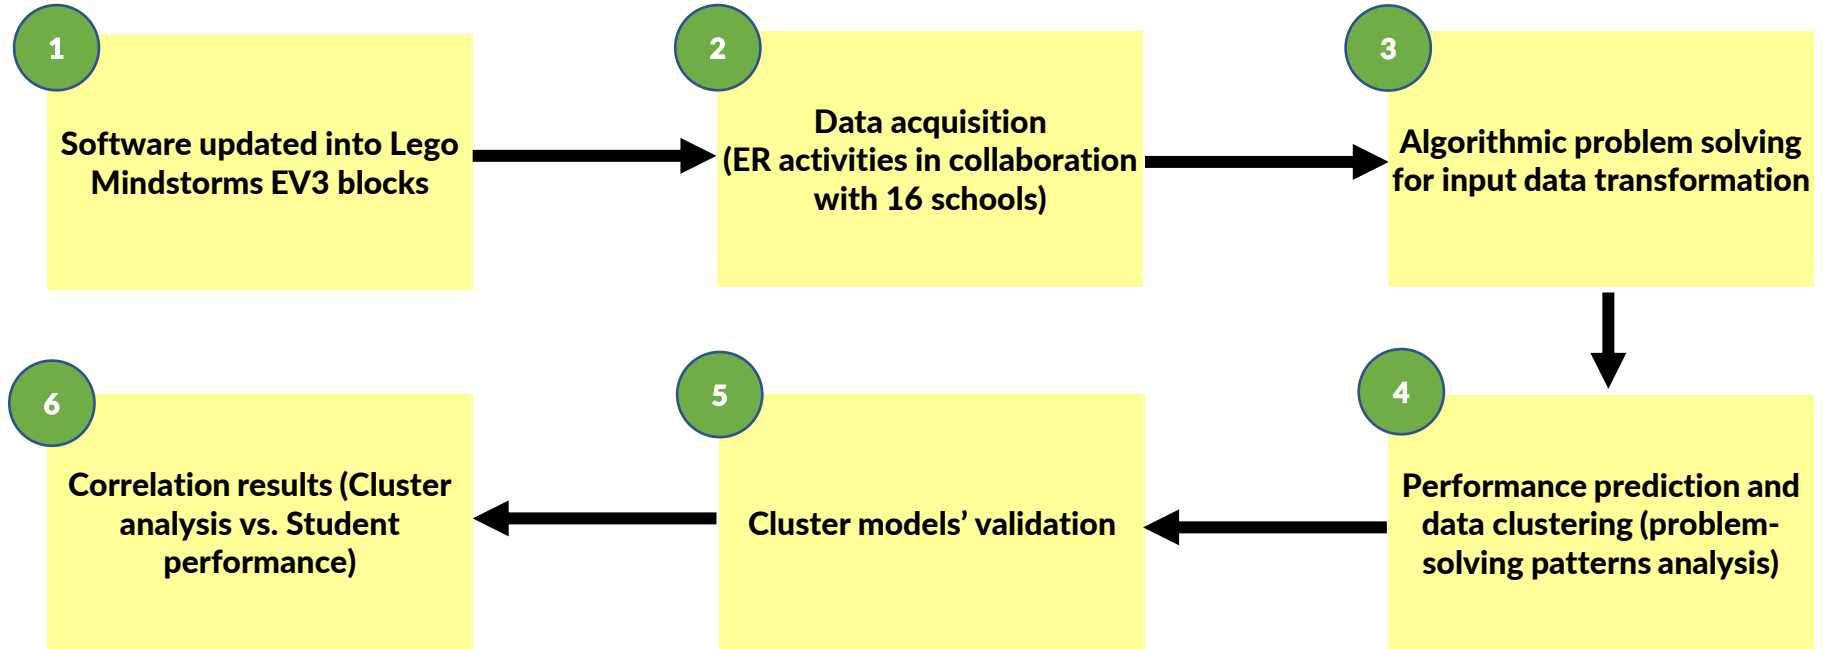 1
Software updated into Lego
Mindstorms EV3 blocks
2
Data acquisition
(ER activities in collaboration
with 16 schools)
3
Algorithmic problem solving
for input data transformation
4
Performance prediction and
data clustering (problem-
solving patterns analysis)
5
Cluster models’ validation
6
Correlation results (Cluster
analysis vs. Student
performance)